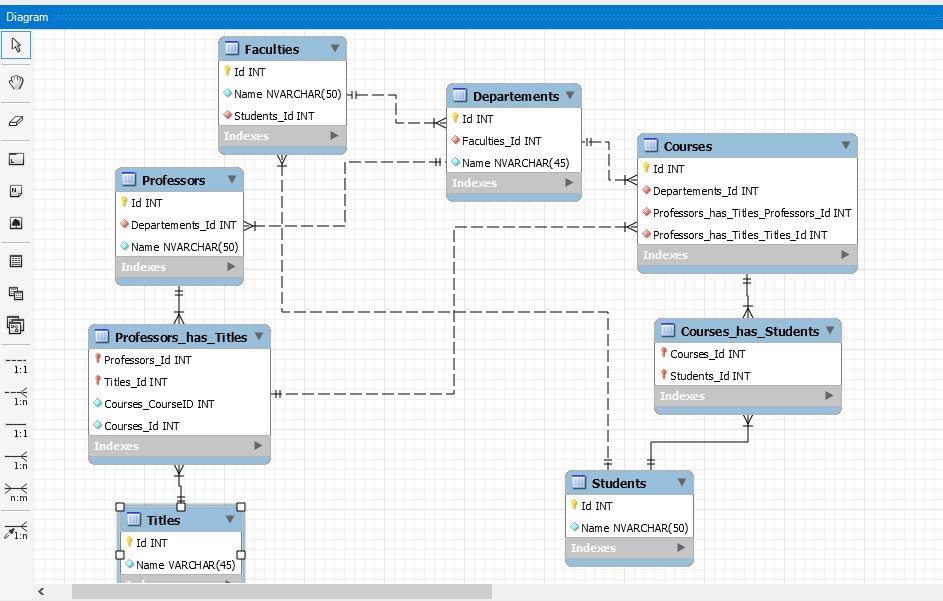 Diagram
Faculties
Id INT
Name NVARCHAR(50)
Students_Id INT
Indexes
Departements
Id INT
Faculties_Id INT
Name NVARCHAR(45)
Indexes
Courses
Id INT
Departements_Id INT
Professors_has_Titles_Professors_Id INT
Professors_has_Titles_Titles_Id INT
Indexes
Professors
Id INT
Departements_Id INT
Name NVARCHAR(50)
Indexes
Professors_has_Titles
Professors_Id INT
Titles_Id INT
Courses_CourseID INT
Courses_Id INT
Indexes
Courses_has_Students
Courses_Id INT
Students_Id INT
Indexes
Students
Id INT
Name NVARCHAR(50)
Indexes
Titles
Id INT
Name VARCHAR(45)
1:1
1:n
1:1
1:n
n:m
1:n